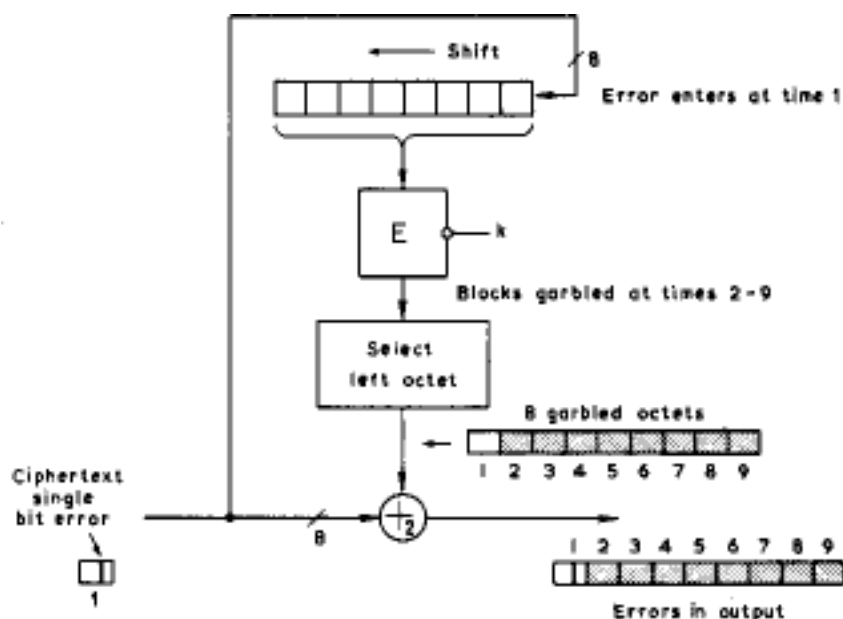 Shift
8
Error enters at time 1
E
k
Blocks garbled at times 2-9
Select
left octet
8 garbled octets
1 2 3 4 5 6 7 8 9
Ciphertext
single
bit error
8
+2
1
1 2 3 4 5 6 7 8 9
Errors in output